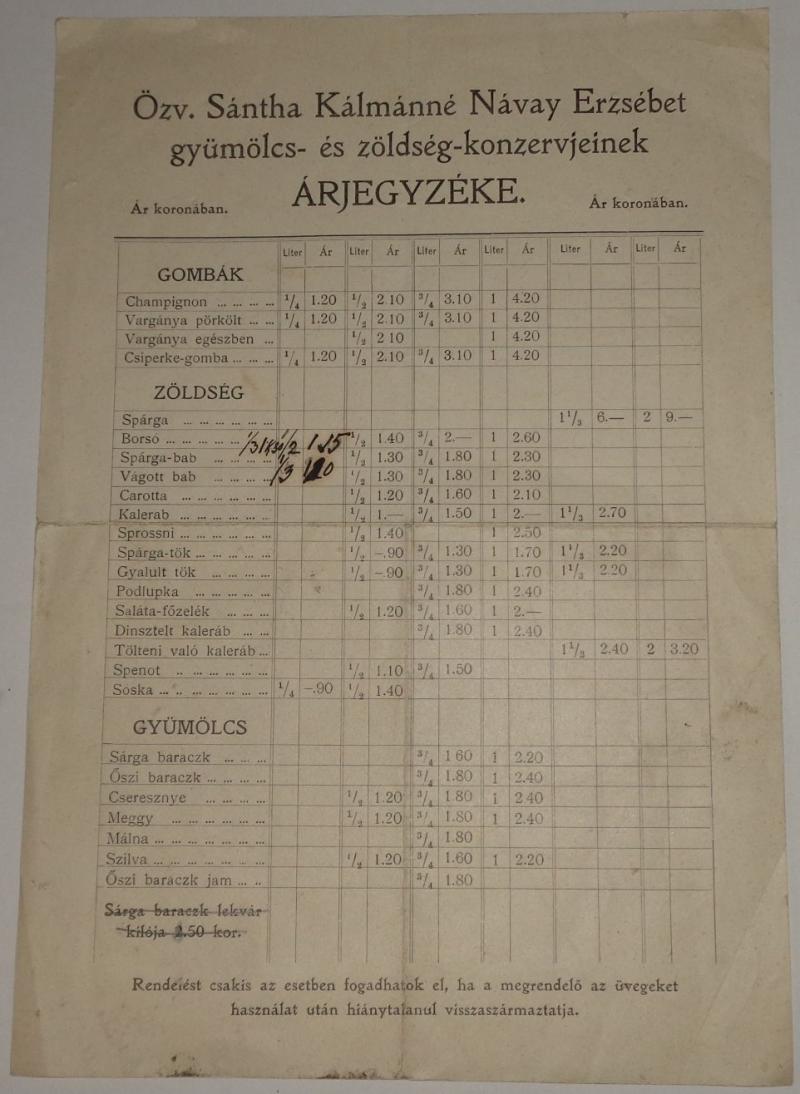 Özv. Sántha Kálmánné Návay Erzsébet
gyümölcs- és zöldség-konzervjeinek
ÁRJEGYZÉKE.
Ár koronában. Ár koronában.
Liter Ár Liter Ár Liter Ár Liter Ár Liter Ár Liter Ár
GOMBÁK
Champignon ... ... ... ... 1/4 1.20 1/2 2.10 3/4 3.10 1 4.20
Vargánya pörkölt ... ... 1/4 1.20 1/2 2.10 3/4 3.10 1 4.20
Vargánya egészben ... 1/2 2 10 1 4.20
Csiperke-gomba ... ... ... 1/4 1.20 1/2 2.10 3/4 3.10 1 4.20
ZÖLDSÉG
Spárga ... ... ... ... ... ... 1 1/3 6.— 2 9.—
Borsó ... ... ... ... ... 1/2 1.40 3/4 2.— 1 2.60
Spárga-bab ... ... ... ... 1/2 1.30 3/4 1.80 1 2.30
Vágott bab ... ... ... ... 1/3 1/2 1.30 3/4 1.80 1 2.30
Carotta ... ... ... ... ... ... 1/2 1.20 3/4 1.60 1 2.10
Kalerab ... ... ... ... ... .. 1/2 1.— 3/4 1.50 1 2.— 1 1/3 2.70
Sprossni ... ... ... ... ... ... 1/2 1.40 1 2.50
Spárga-tök ... ... ... ... ... 1/2 –.90 3/4 1.30 1 1.70 1 1/3 2.20
Gyalult tök ... ... ... ... 1/2 –.90 3/4 1.30 1 1.70 1 1/3 2.20
Podlupka ... ... ... ... ... 3/4 1.80 1 2.40
Saláta-főzelék ... ... ... 1/2 1.20 3/4 1.60 1 2.—
Dinsztelt kaleráb ... ... 3/4 1.80 1 2.40
Tölteni való kaleráb ... 1 1/3 2.40 2 3.20
Spenot .. ... ... ... ... ... 1/2 1.10 3/4 1.50
Soska ... .. ... ... ... ... ... 1/4 –.90 1/2 1.40
GYÜMÖLCS
Sárga baraczk ... ... ... 3/4 1 60 1 2.20
Őszi baraczk ... ... ... ... 3/4 1.80 1 2.40
Cseresznye ... ... ... ... 1/2 1.20 3/4 1.80 1 2 40
Meggy ... ... ... ... ... ... 1/2 1.20 3/4 1.80 1 2.40
Málna ... ... ... ... ... ... ... 3/4 1.80
Szilva ... ... ... ... ... ... ... 1/2 1.20 3/4 1.60 1 2.20
Őszi baraczk jam ... .. 3/4 1.80
Sárga baraczk lekvár
kilója 2.50 kor.
Rendelést csakis az esetben fogadhatok el, ha a megrendelő az üvegeket
használat után hiánytalanul visszaszármaztatja.